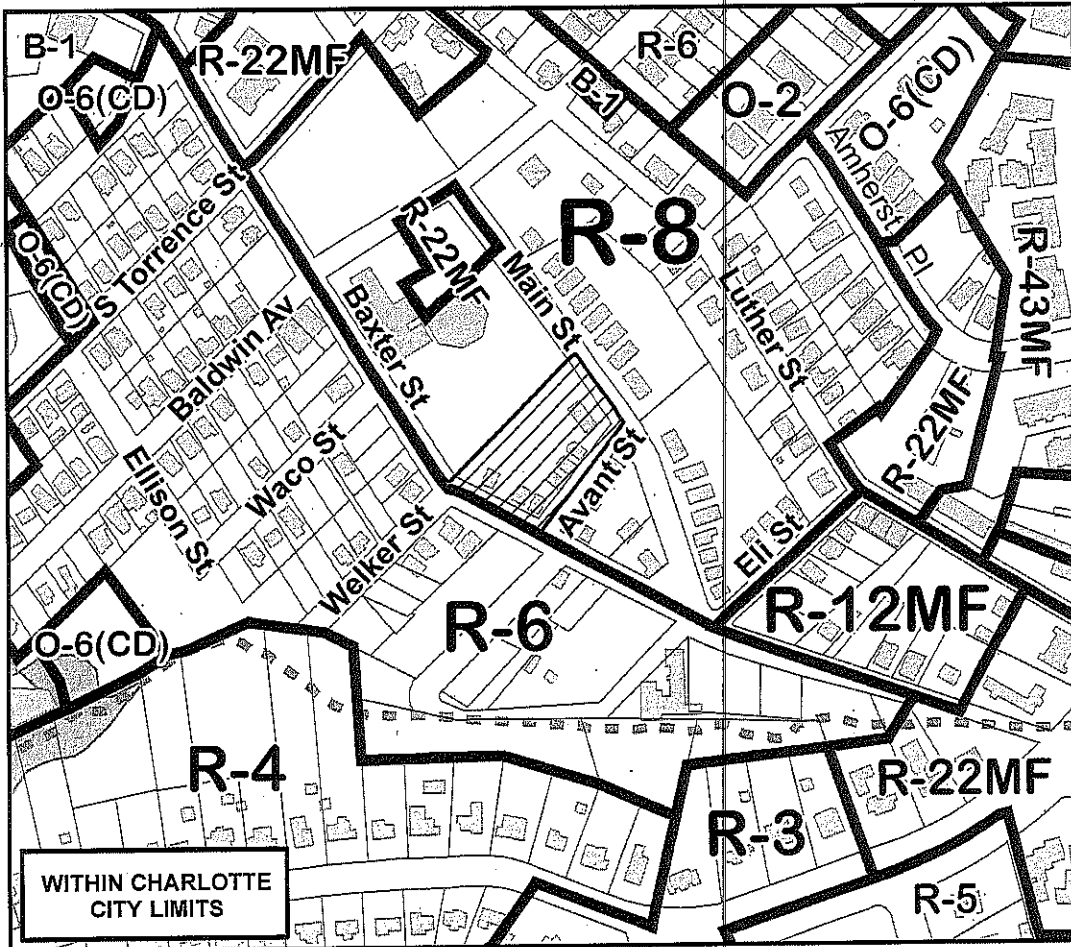 B-1
R-22MF
R-6
B-1
O-2
O-6(CD)
O-6(CD)
Amherst Pl
O-6(CD)
S Torrence St
R-22MF
R-8
Main St
Luther St
R-43MF
Baldwin Av
Baxter St
Ellison St
Waco St
Welker St
Avant St
R-22MF
Eli St
R-12MF
R-6
O-6(CD)
R-4
R-22MF
R-3
R-5
WITHIN CHARLOTTE
CITY LIMITS